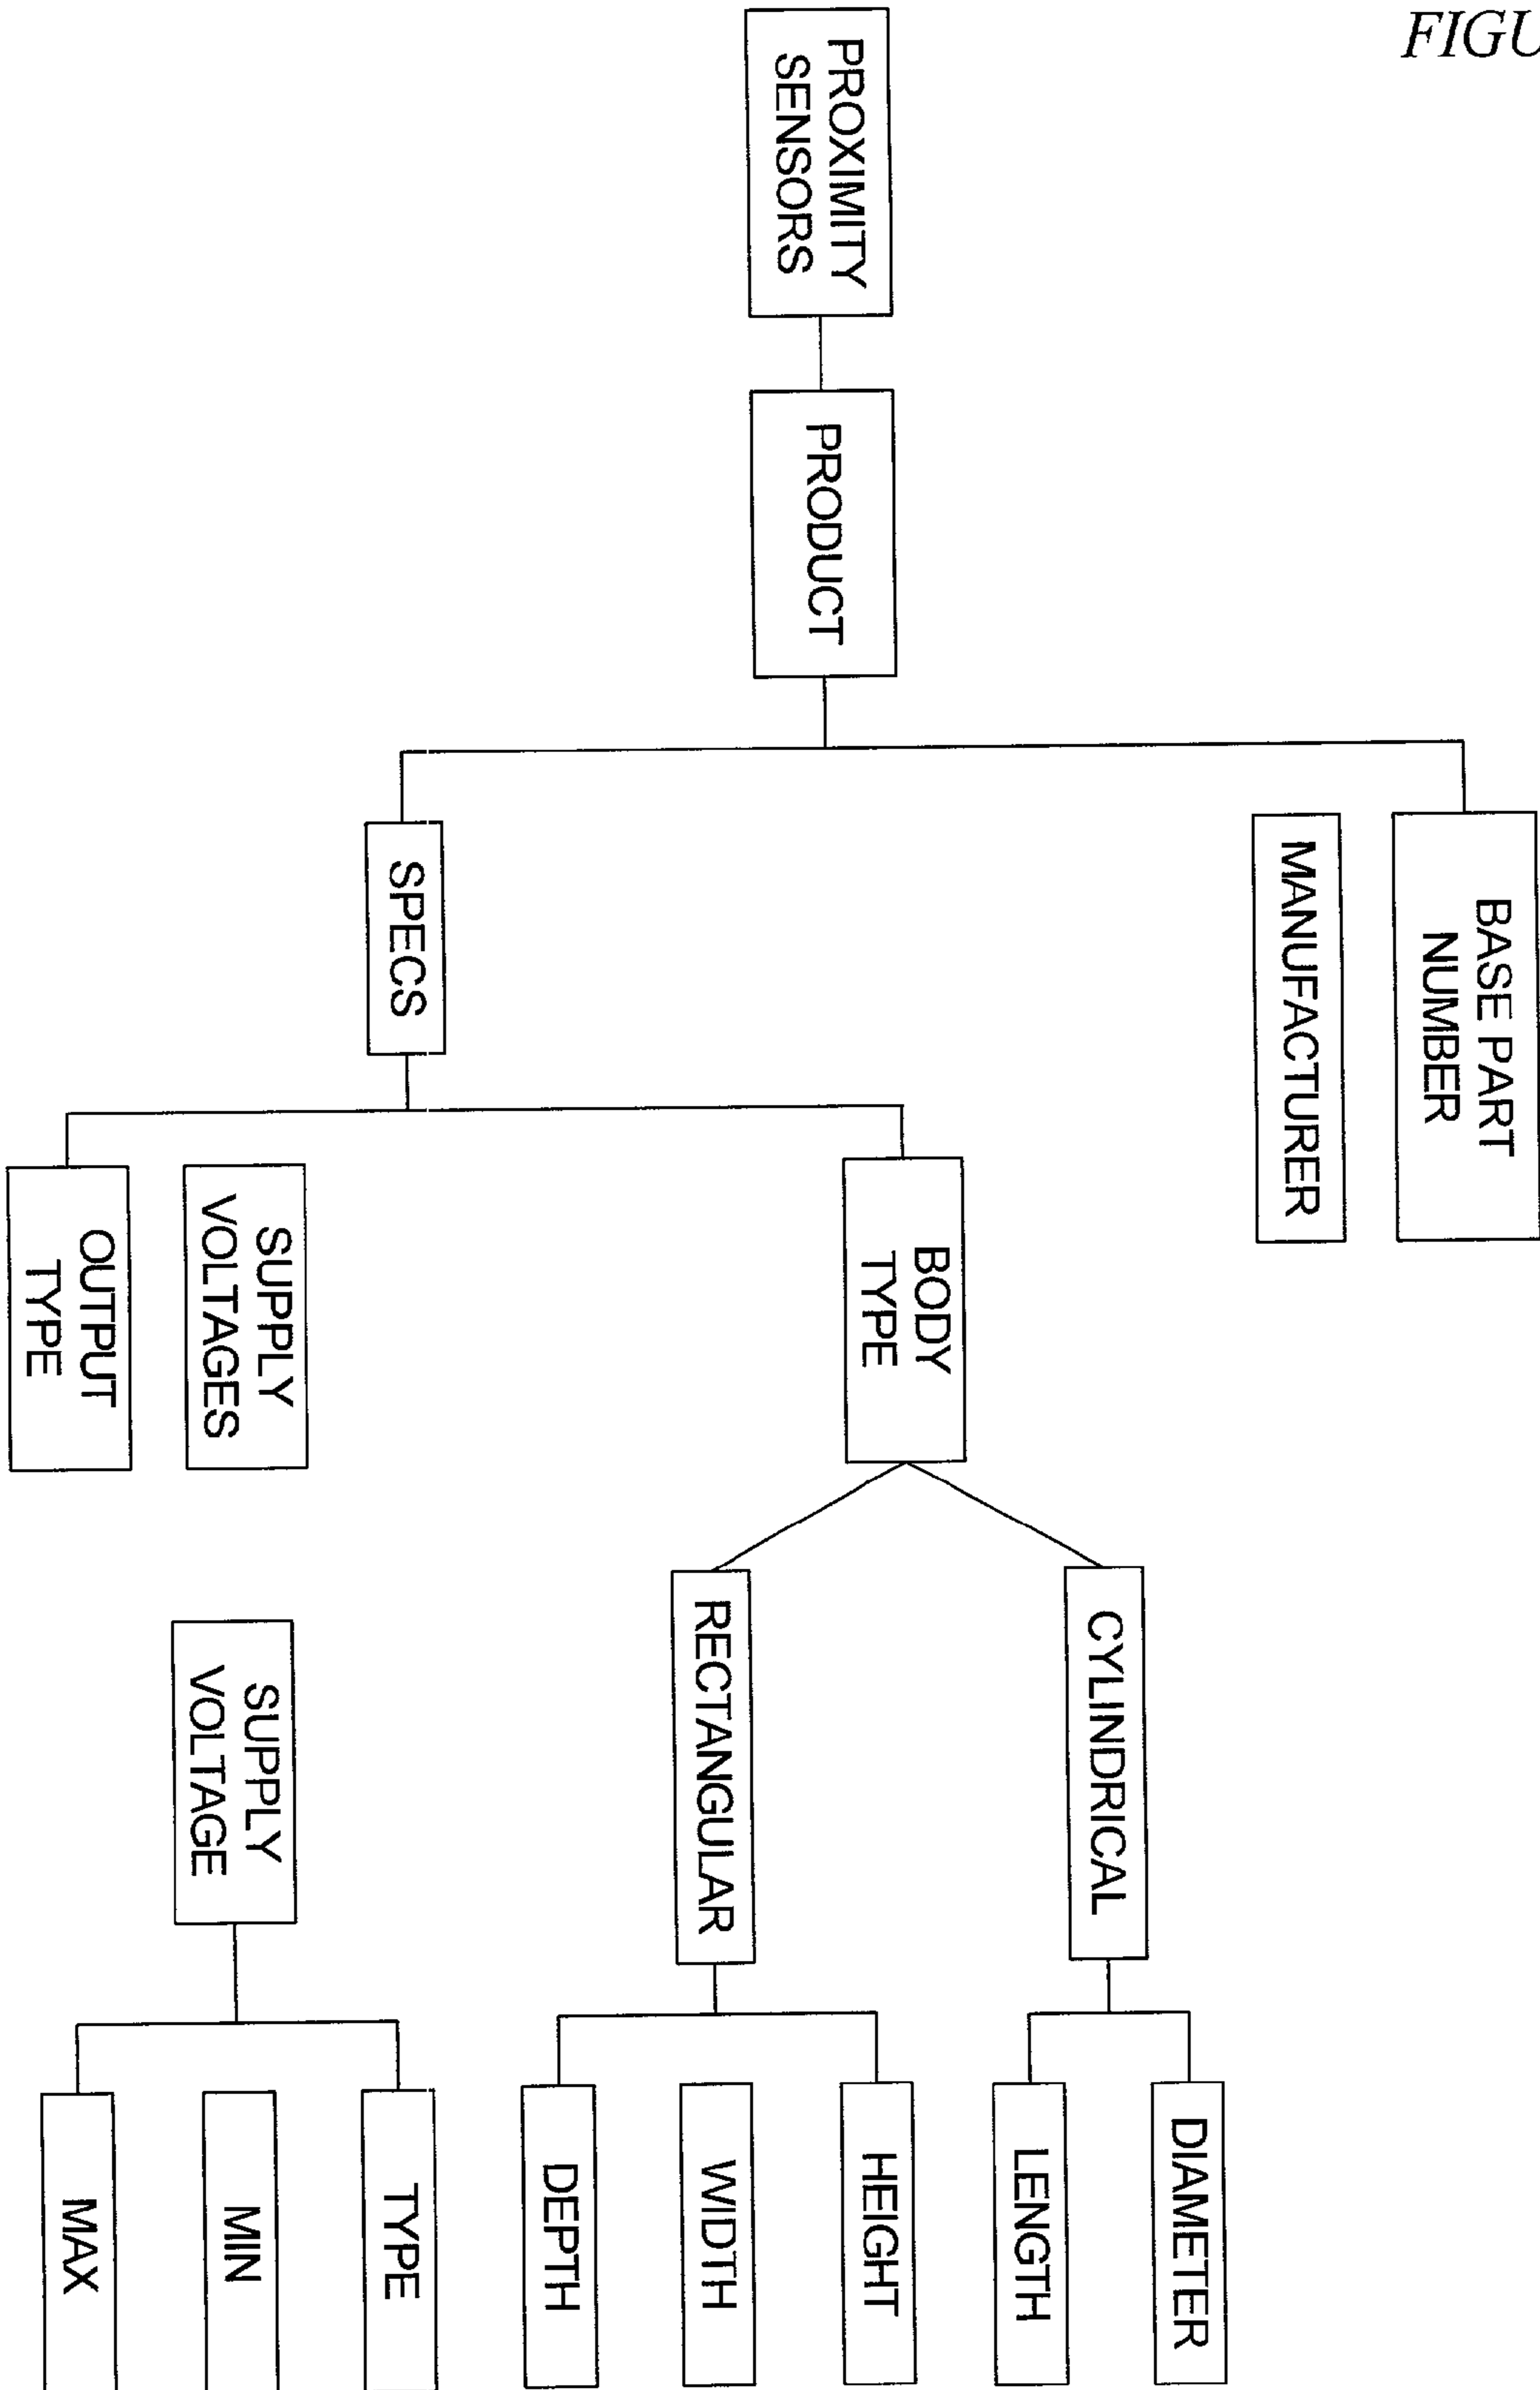 FIGU
PROXIMITY
SENSORS
PRODUCT
BASE PART
NUMBER
MANUFACTURER
SPECS
BODY
TYPE
SUPPLY
VOLTAGES
OUTPUT
TYPE
CYLINDRICAL
RECTANGULAR
SUPPLY
VOLTAGE
DIAMETER
LENGTH
HEIGHT
WIDTH
DEPTH
TYPE
MIN
MAX